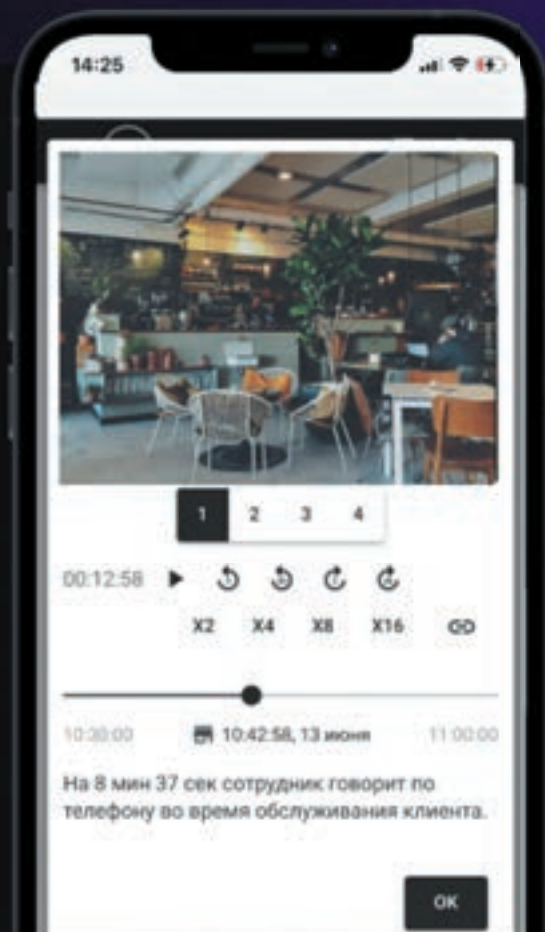 14:25
1 2 3 4
00:12:58
X2 X4 X8 X16
10:30:00 10:42:58, 13 июня 11:00:00
На 8 мин 37 сек сотрудник говорит по
телефону во время обслуживания клиента.
OK